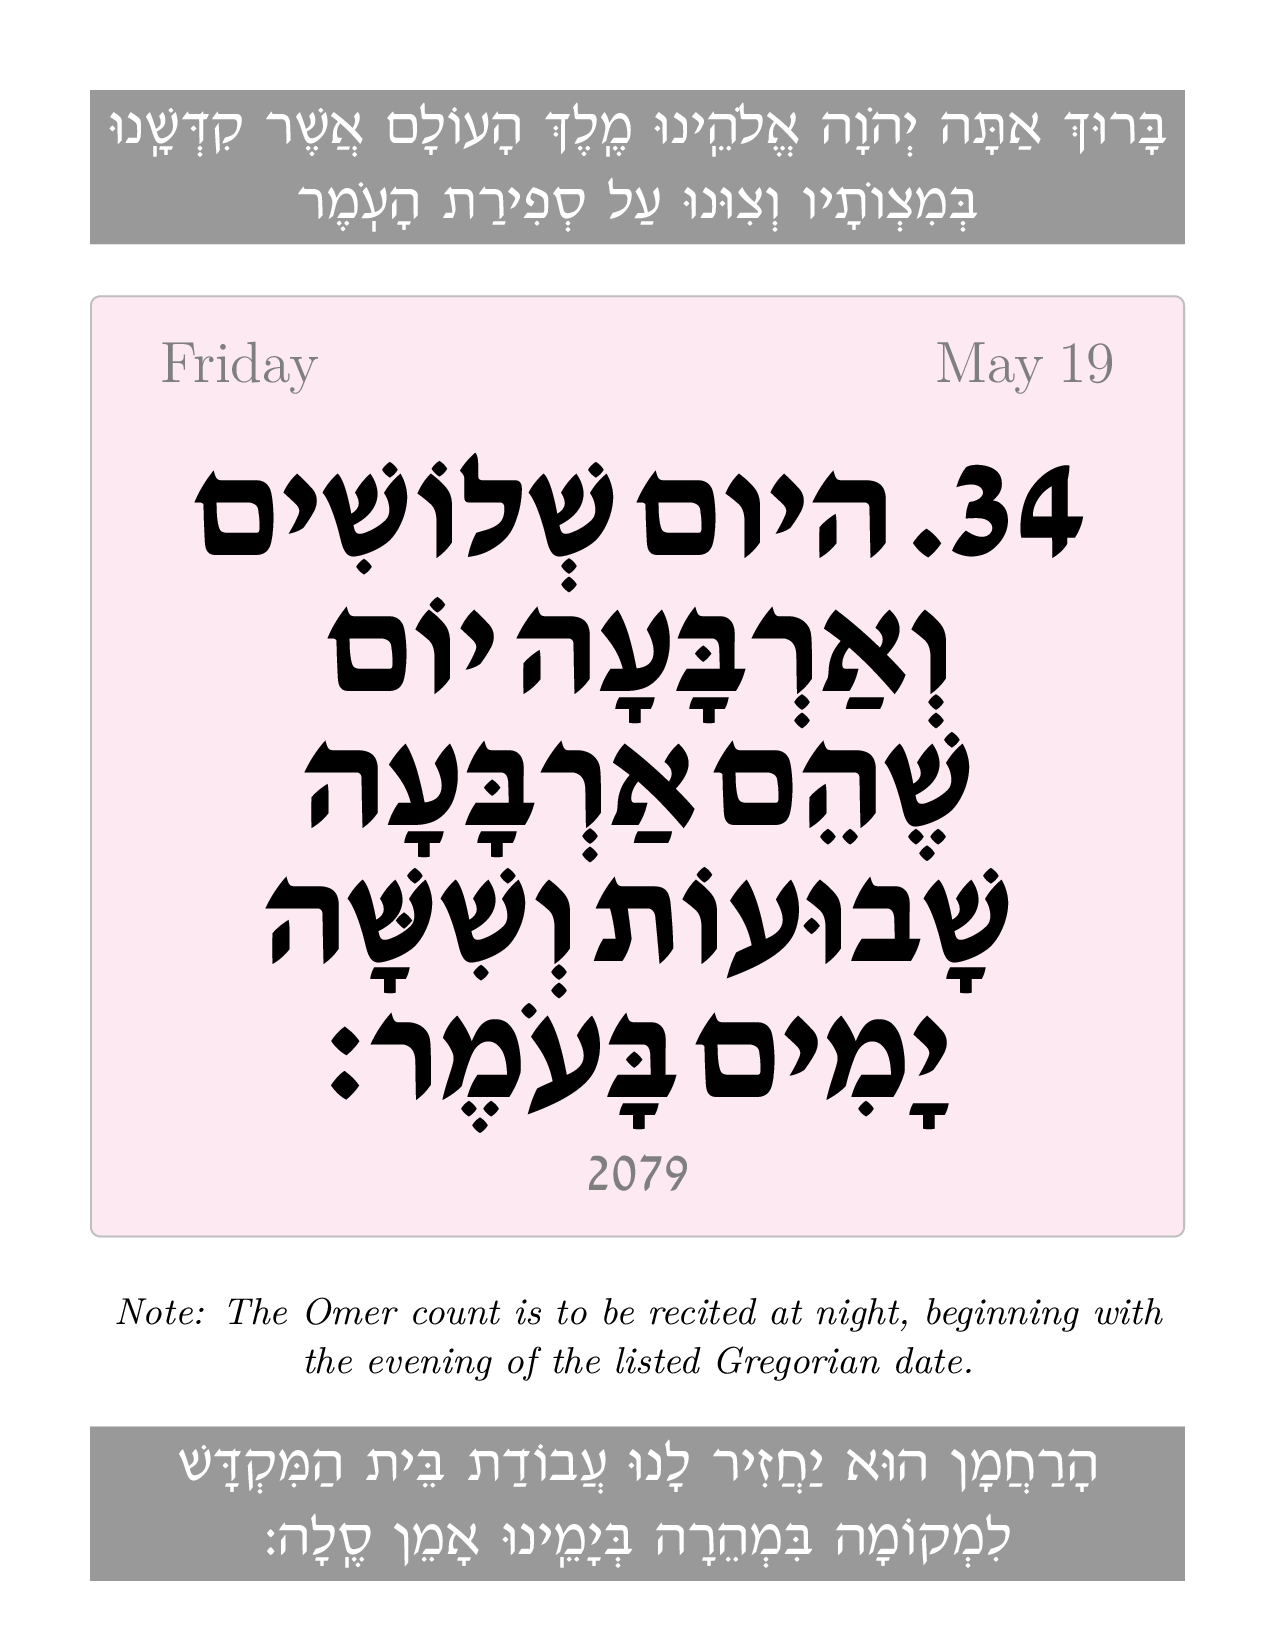 בָּרוּךְ אַתָּה יְהֹוָה אֱלֹהֵֽינוּ מֶֽלֶךְ הָעוֹלָם אֲשֶׁר קִדְּשָֽׁנוּ
בְּמִצְוֹתָיו וְצִוּנוּ עַל סְפִירַת הָעֹֽמֶר
Friday May 19
34. היום שְׁלוֹשִׁים
וְאַרְבָּעָה יוֹם
שֶׁהֵם אַרְבָּעָה
שָׁבוּעוֹת וְשִׁשָּׁה
יָמִים בָּעֹמֶר:
2079
Note: The Omer count is to be recited at night, beginning with
the evening of the listed Gregorian date.
הָרַחֲמָן הוּא יַחֲזִיר לָנוּ עֲבוֹדַת בֵּית הַמִּקְדָּשׁ
לִמְקוֹמָה בִּמְהֵרָה בְּיָמֵֽינוּ אָמֵן סֶֽלָה: